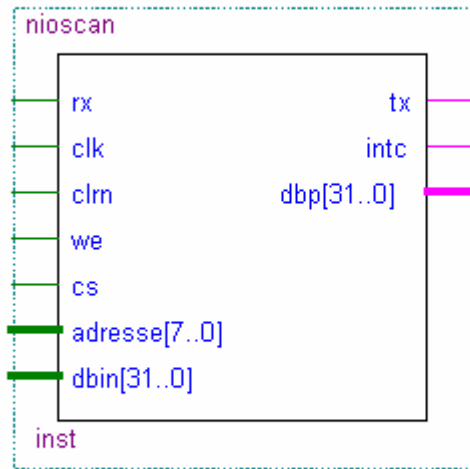 nioscan
rx tx
clk intc
clrn dbp[31..0]
we
cs
adresse[7..0]
dbin[31..0]
inst